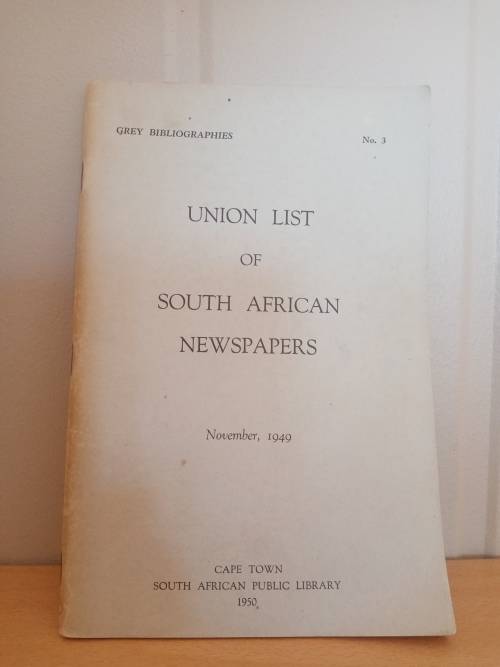 GREY BIBLIOGRAPHIES No. 3
UNION LIST
OF
SOUTH AFRICAN
NEWSPAPERS
November, 1949
CAPE TOWN
SOUTH AFRICAN PUBLIC LIBRARY
1950